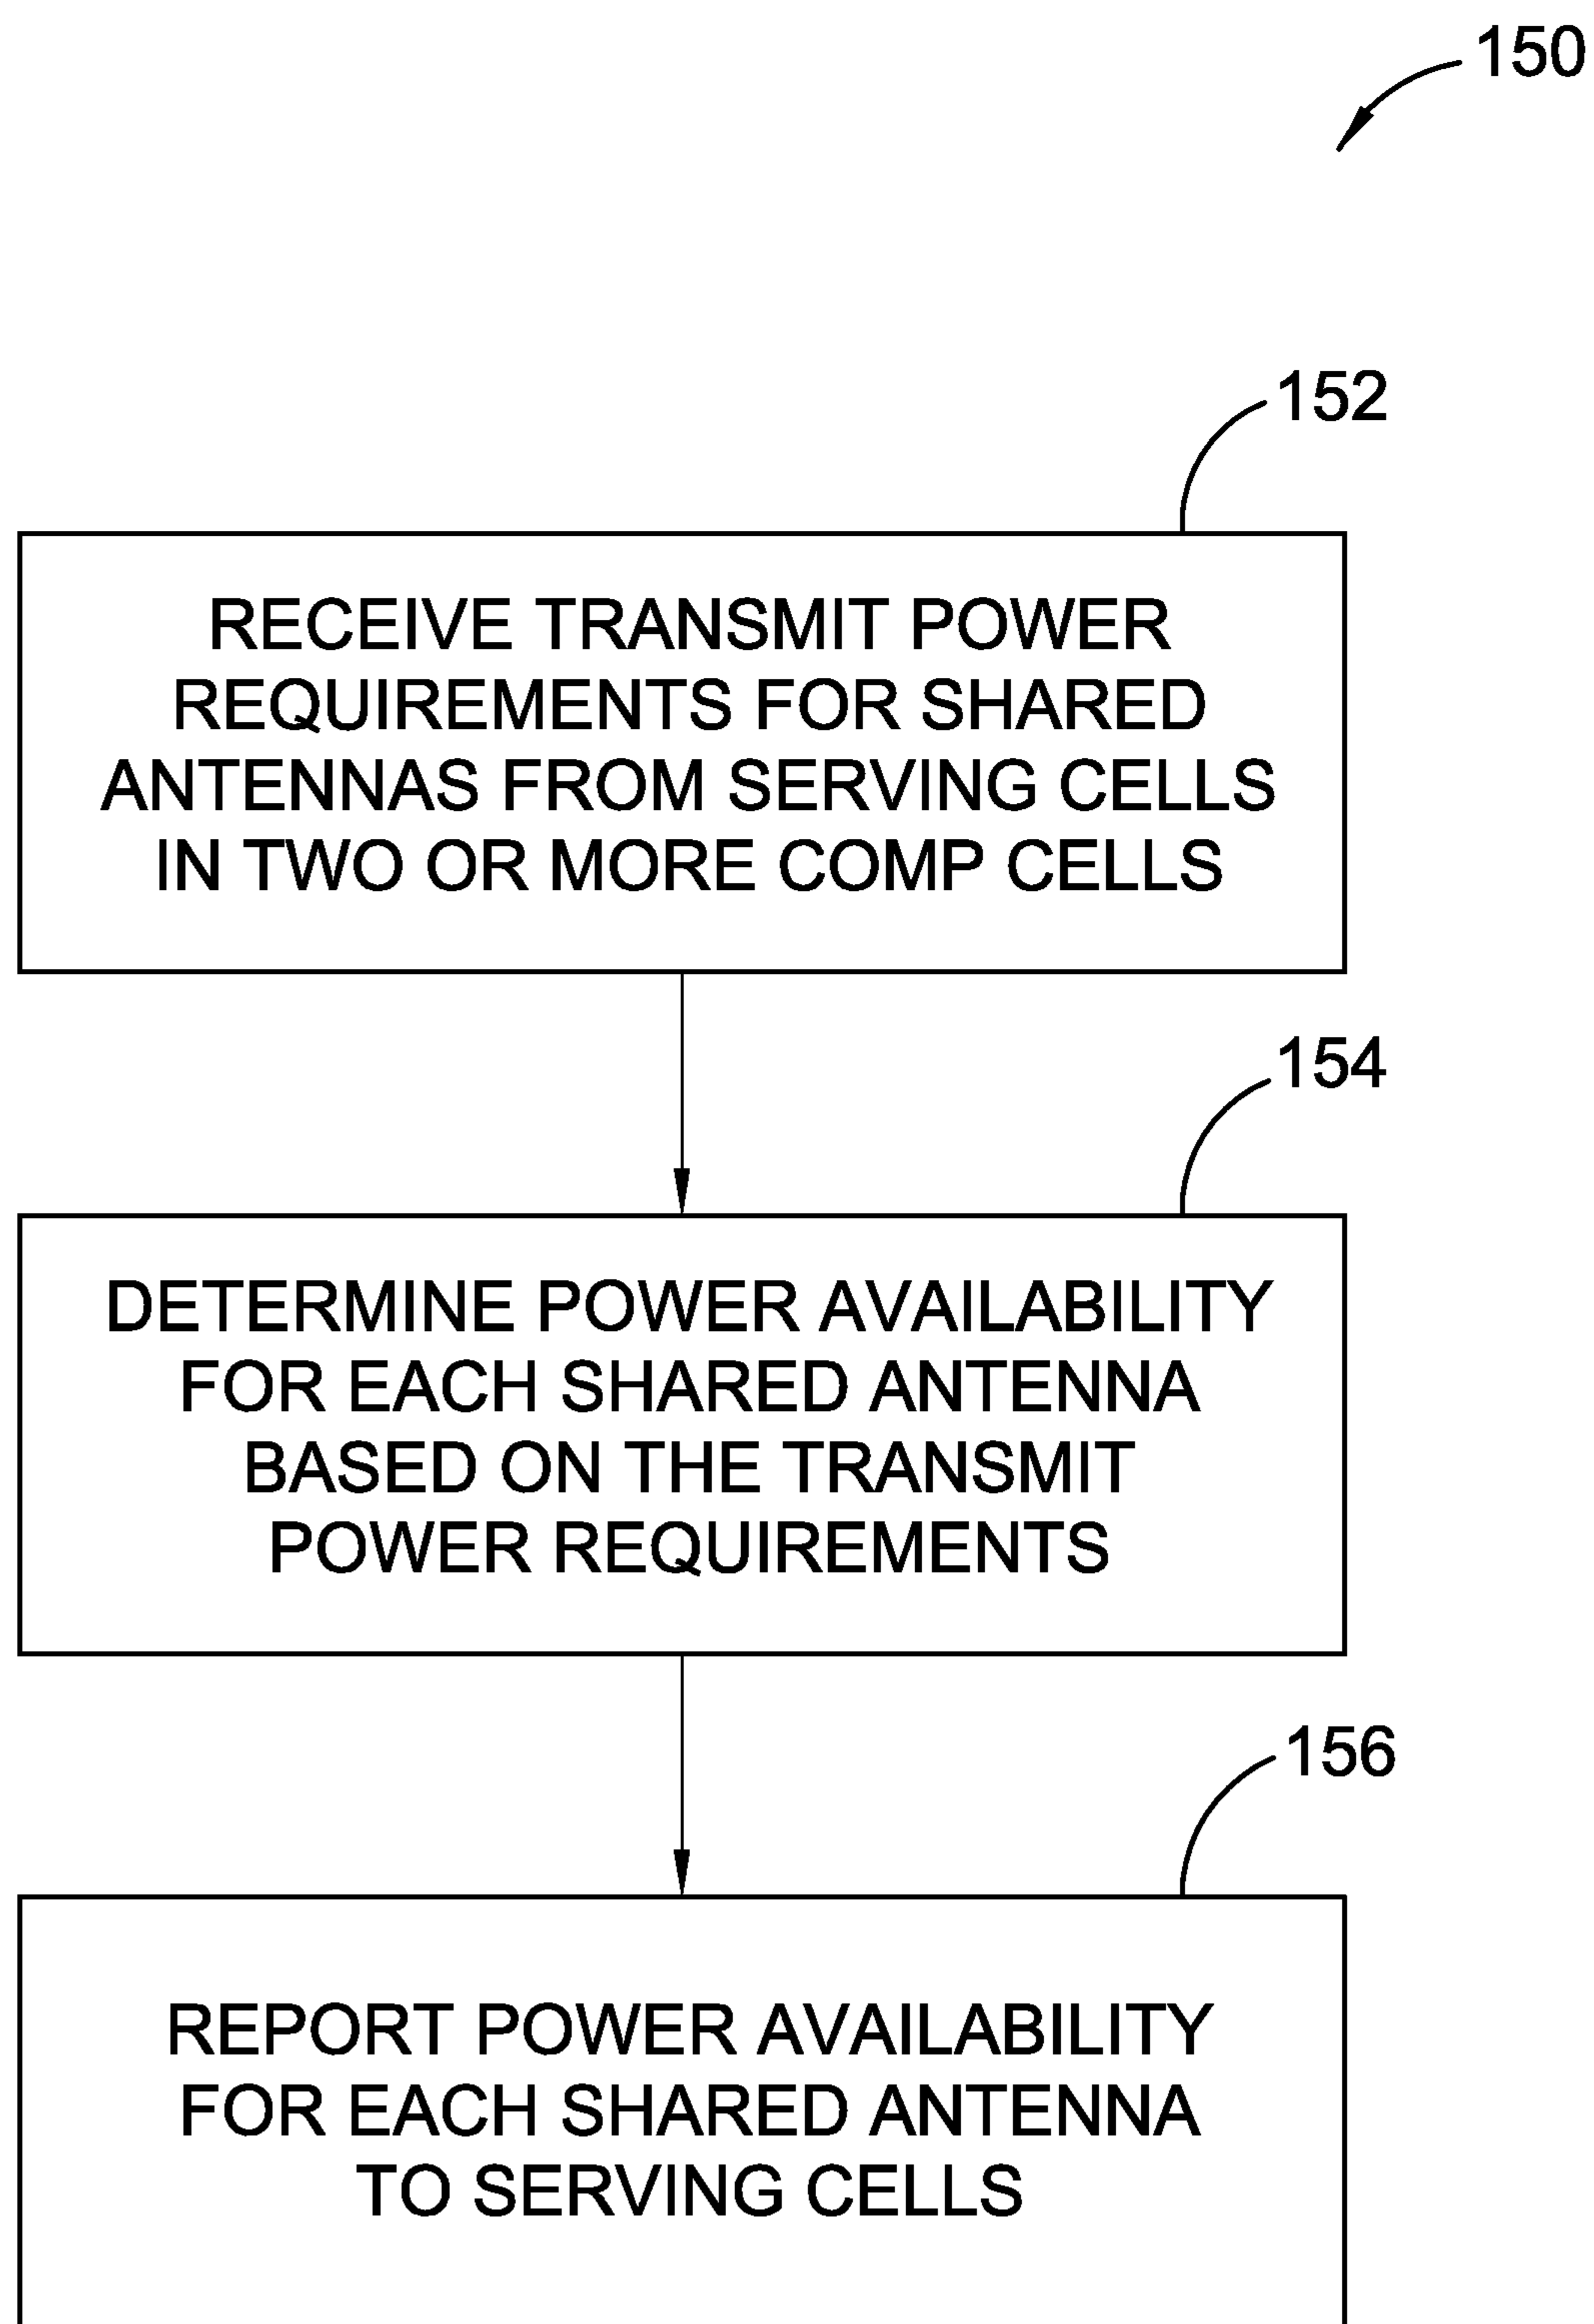 150
152
RECEIVE TRANSMIT POWER
REQUIREMENTS FOR SHARED
ANTENNAS FROM SERVING CELLS
IN TWO OR MORE COMP CELLS
154
DETERMINE POWER AVAILABILITY
FOR EACH SHARED ANTENNA
BASED ON THE TRANSMIT
POWER REQUIREMENTS
156
REPORT POWER AVAILABILITY
FOR EACH SHARED ANTENNA
TO SERVING CELLS